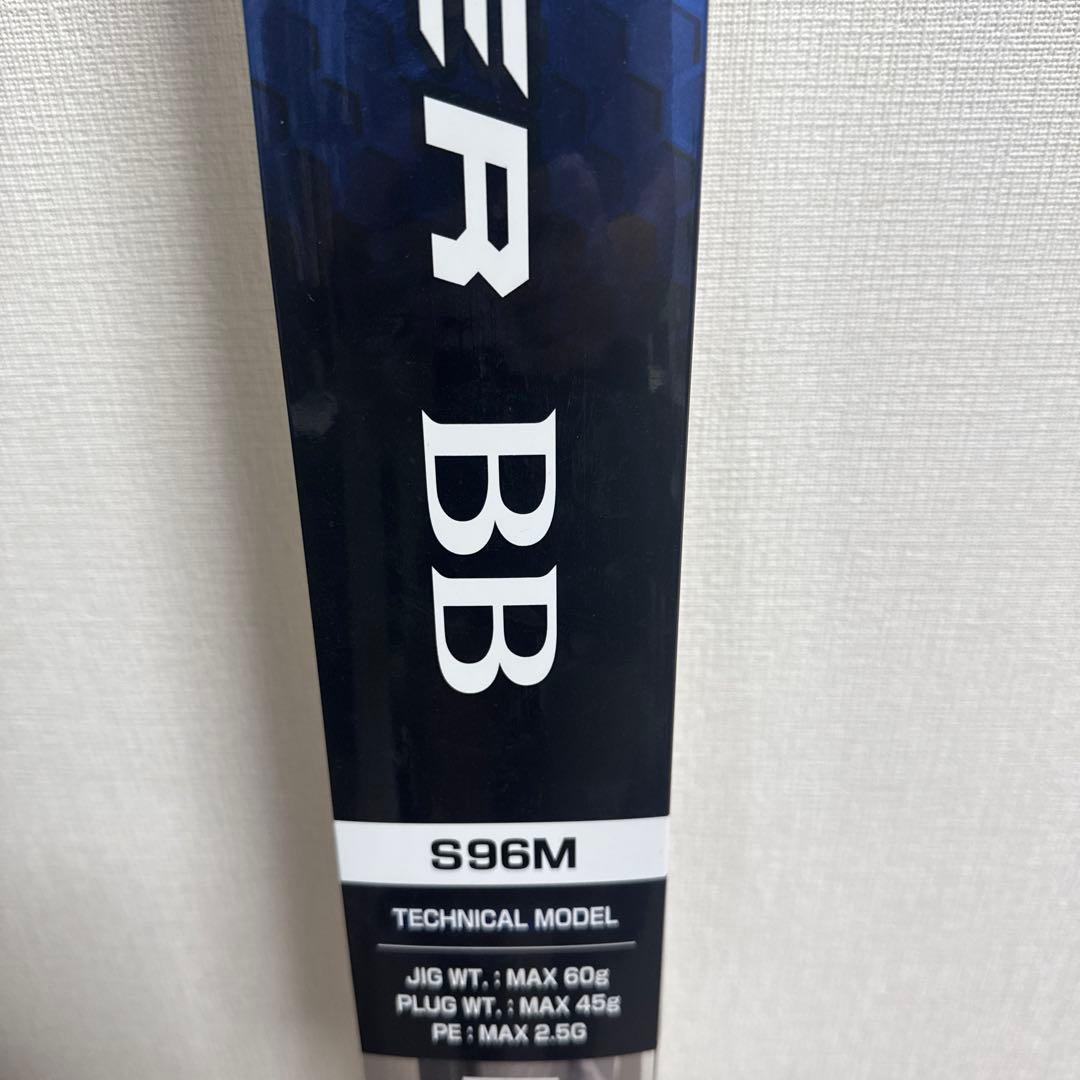 ER BB
S96M
TECHNICAL MODEL
JIG WT. : MAX 60g
PLUG WT. : MAX 45g
PE : MAX 2.5G